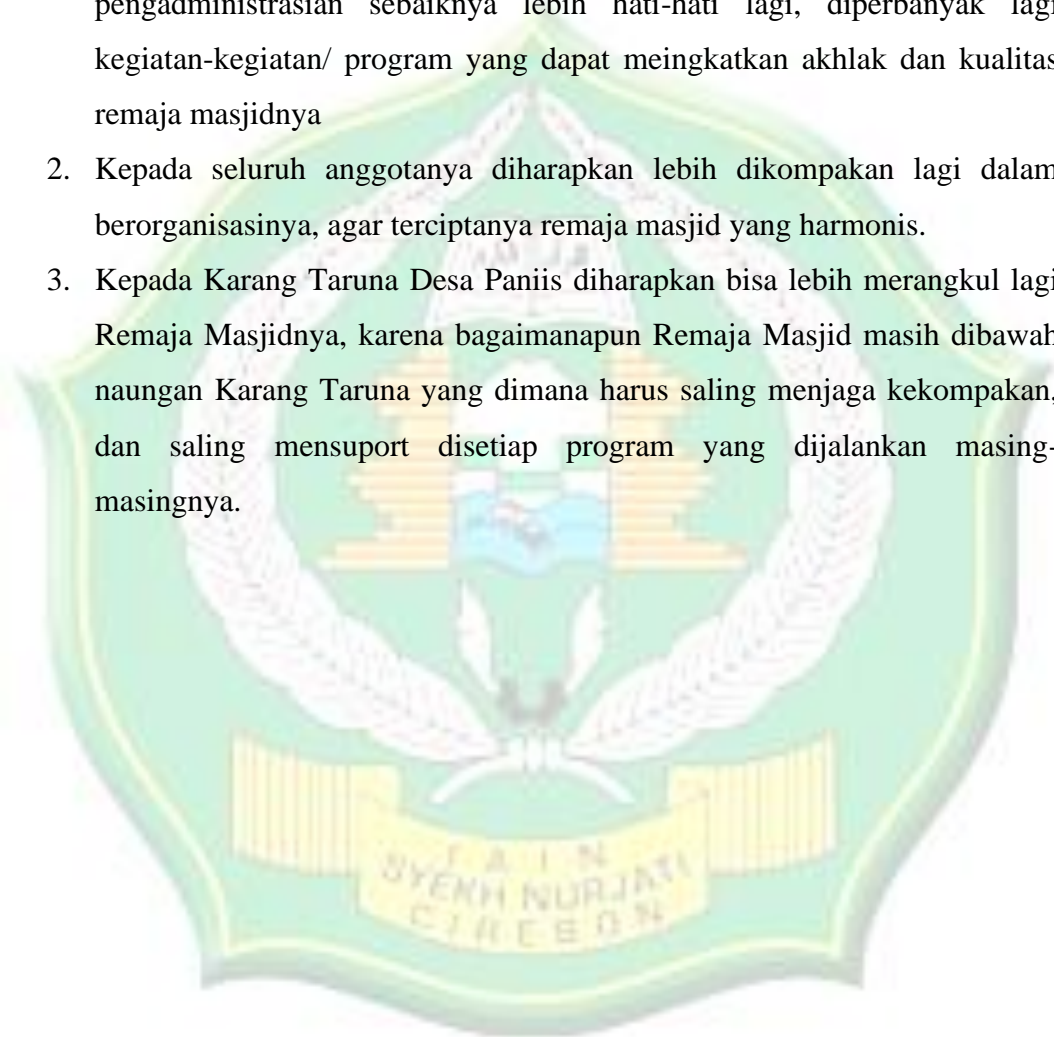 pengadministrasian sebaiknya lebih hati-hati lagi, diperbanyak lagi
kegiatan-kegiatan/ program yang dapat meingkatkan akhlak dan kualitas
remaja masjidnya
2. Kepada seluruh anggotanya diharapkan lebih dikompakan lagi dalam
berorganisasinya, agar terciptanya remaja masjid yang harmonis.
3. Kepada Karang Taruna Desa Paniis diharapkan bisa lebih merangkul lagi
Remaja Masjidnya, karena bagaimanapun Remaja Masjid masih dibawah
naungan Karang Taruna yang dimana harus saling menjaga kekompakan,
dan saling mensuport disetiap program yang dijalankan masing-
masingnya.
IAIN
SYEKH NURJATI
CIREBON